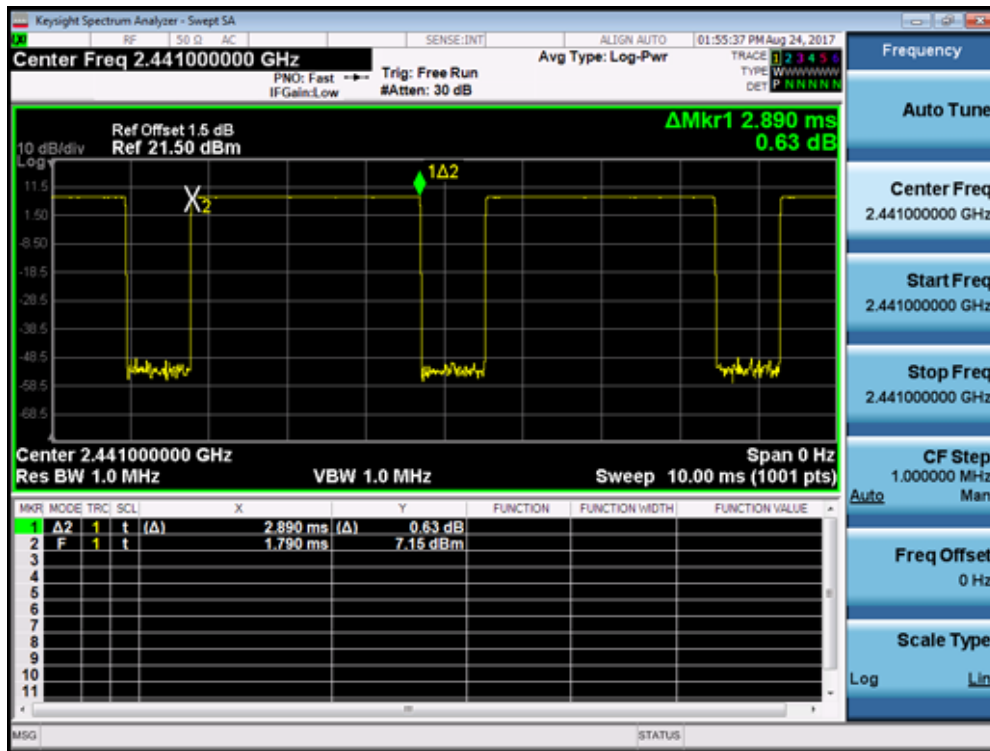 Keysight Spectrum Analyzer - Swept SA
RF 50 Ω AC SENSE:INT ALIGN AUTO 01:55:37 PM Aug 24, 2017
Center Freq 2.441000000 GHz
PNO: Fast
IFGain:Low
Trig: Free Run
#Atten: 30 dB
Avg Type: Log-Pwr
TRACE 1 2 3 4 5 6
TYPE WWWWWW
DET P N N N N N
Ref Offset 1.5 dB
Ref 21.50 dBm
10 dB/div
Log
ΔMkr1 2.890 ms
0.63 dB
11.5
1.50
-8.50
-18.5
-28.5
-38.5
-48.5
-58.5
-68.5
X2
1Δ2
Center 2.441000000 GHz Span 0 Hz
Res BW 1.0 MHz VBW 1.0 MHz Sweep 10.00 ms (1001 pts)
MKR MODE TRC SCL X Y FUNCTION FUNCTION WIDTH FUNCTION VALUE
1 Δ2 1 t (Δ) 2.890 ms (Δ) 0.63 dB
2 F 1 t 1.790 ms 7.15 dBm
3
4
5
6
7
8
9
10
11
MSG STATUS
Frequency
Auto Tune
Center Freq
2.441000000 GHz
Start Freq
2.441000000 GHz
Stop Freq
2.441000000 GHz
CF Step
1.000000 MHz
Auto Man
Freq Offset
0 Hz
Scale Type
Log Lin